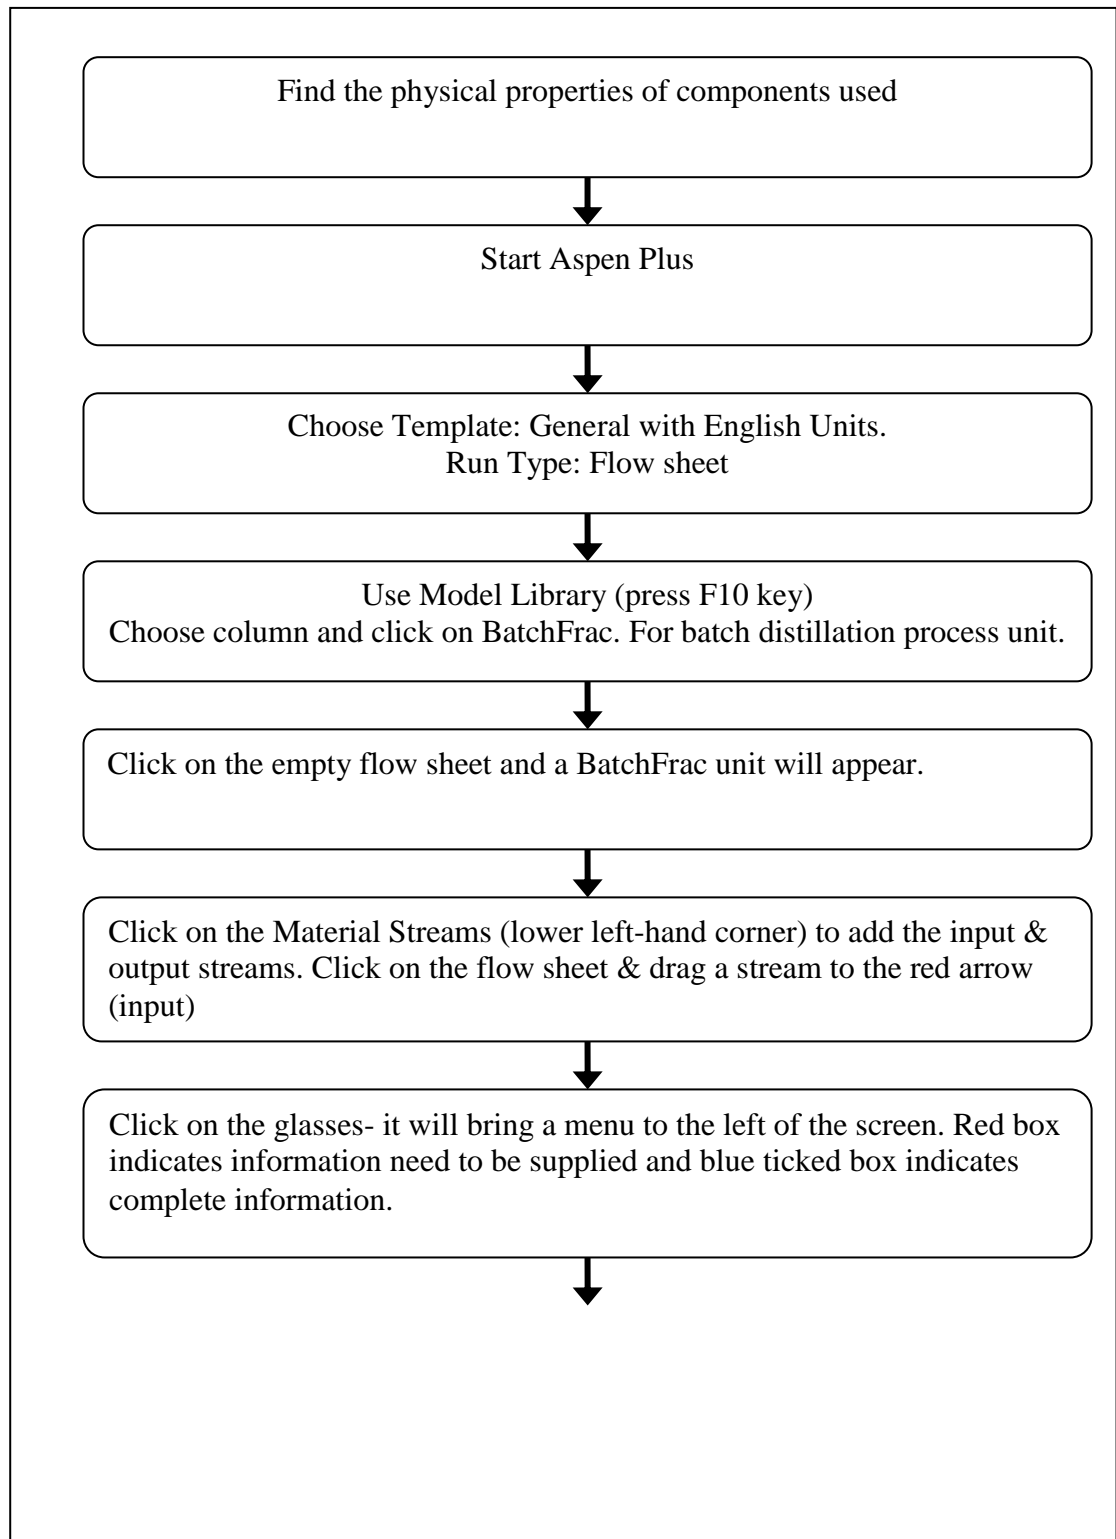 Find the physical properties of components used
Start Aspen Plus
Choose Template: General with English Units.
Run Type: Flow sheet
Use Model Library (press F10 key)
Choose column and click on BatchFrac. For batch distillation process unit.
Click on the empty flow sheet and a BatchFrac unit will appear.
Click on the Material Streams (lower left-hand corner) to add the input &
output streams. Click on the flow sheet & drag a stream to the red arrow
(input)
Click on the glasses- it will bring a menu to the left of the screen. Red box
indicates information need to be supplied and blue ticked box indicates
complete information.